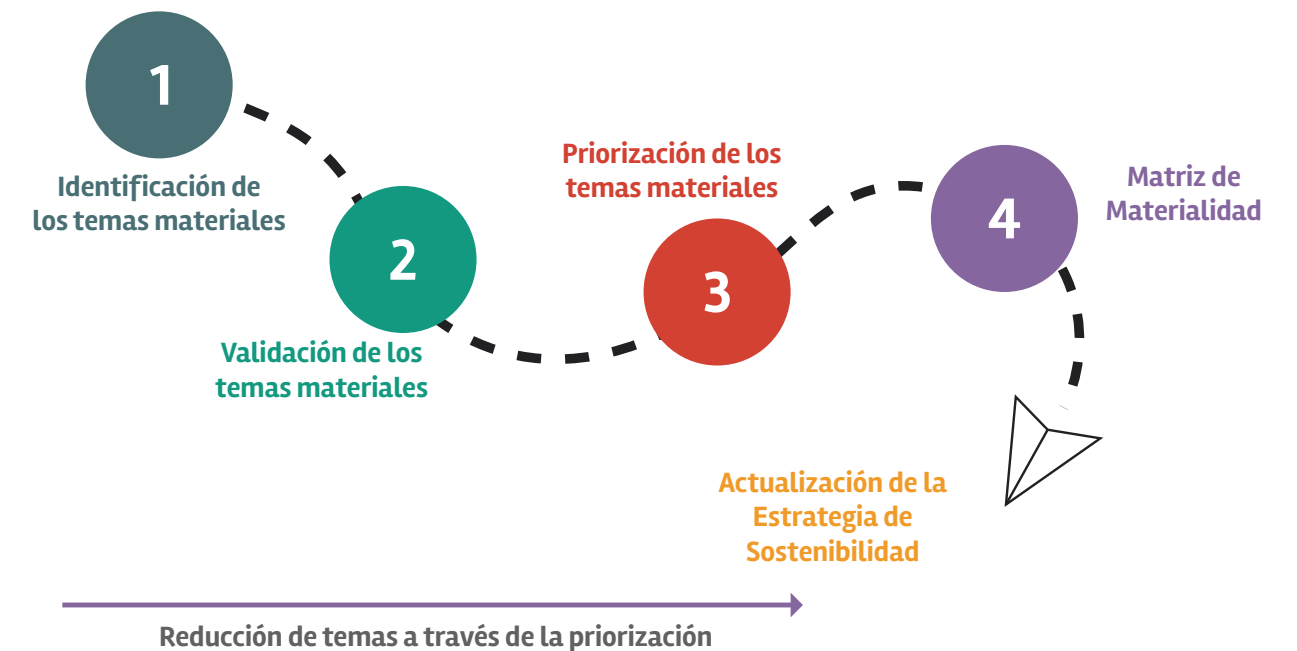 1
Identificación de
los temas materiales
2
Validación de los
temas materiales
Priorización de los
temas materiales
3
4
Matriz de
Materialidad
Actualización de la
Estrategia de
Sostenibilidad
Reducción de temas a través de la priorización